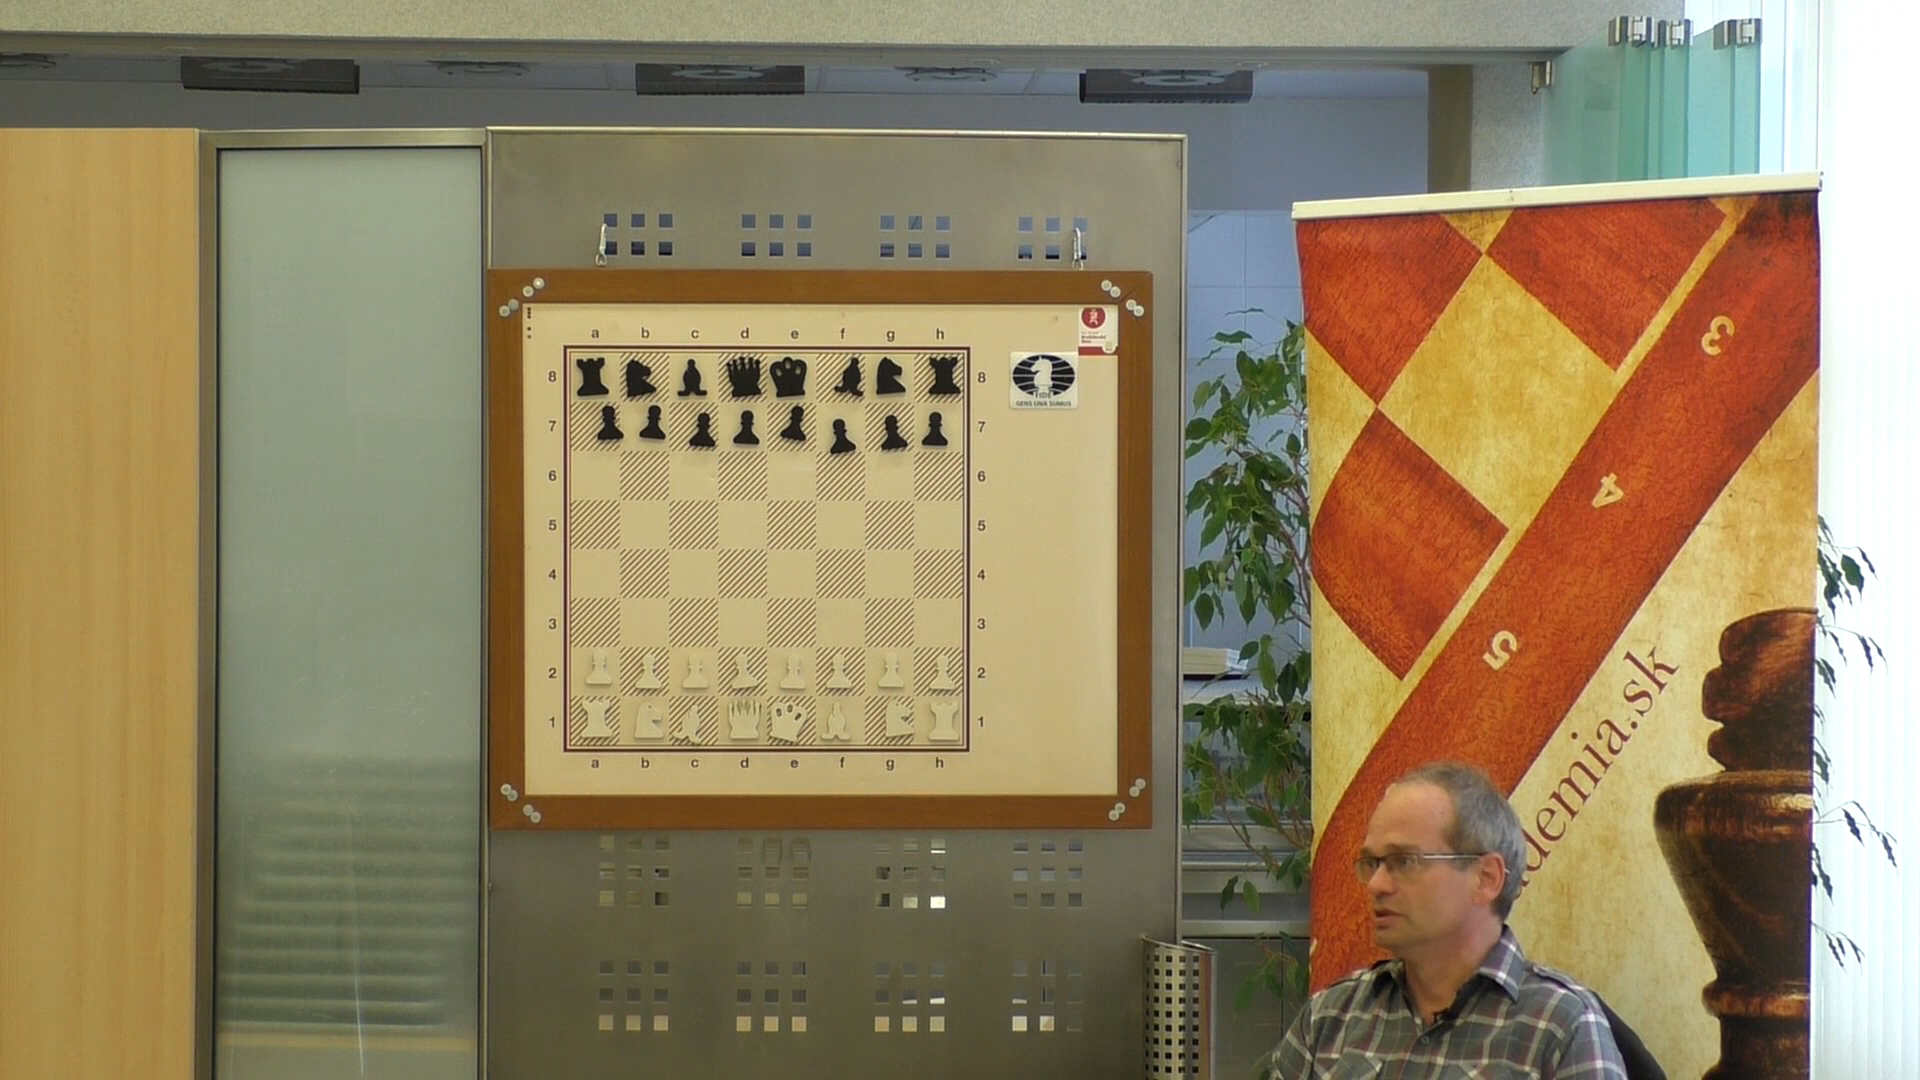 a b c d e f g h
8 8
7 7
6 6
5 5
4 4
3 3
2 2
1 1
a b c d e f g h
FIDE
GENS UNA SUMUS
3
4
5
demia.sk